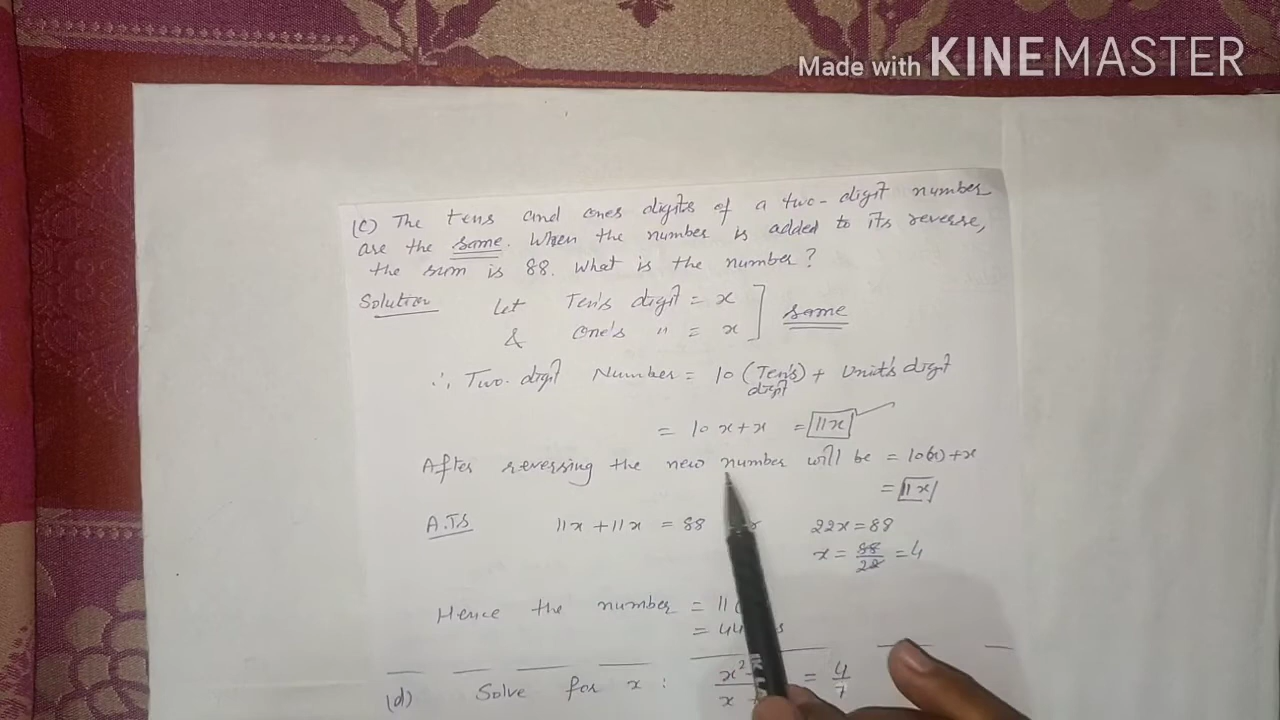 Made with KINEMASTER
(c) The tens and ones digits of a two-digit number
are the same. When the number is added to its reverse,
the sum is 88. What is the number?
Solution Let Ten's digit = x ] same
& One's " = x
∴ Two-digit Number = 10 (Ten's digit) + Unit's digit
= 10x+x = 11x
After reversing the new number will be = 10(x)+x
= 11x
A.T.S 11x + 11x = 88 22x = 88
x = 88/22 = 4
Hence the number = 11
= 44
(d) Solve for x : x² = 4/7
x